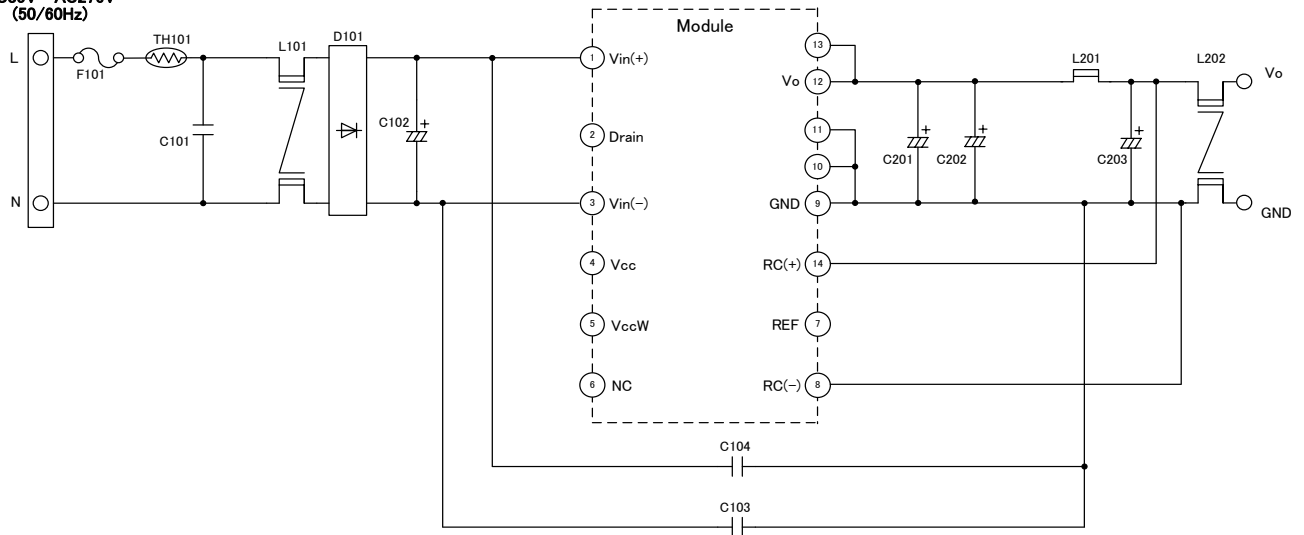 (50/60Hz)
L
F101
TH101
C101
L101
D101
C102
N
Module
1 Vin(+)
2 Drain
3 Vin(-)
4 Vcc
5 VccW
6 NC
13
Vo 12
11
10
GND 9
RC(+) 14
REF 7
RC(-) 8
C201
C202
L201
C203
L202
Vo
GND
C104
C103